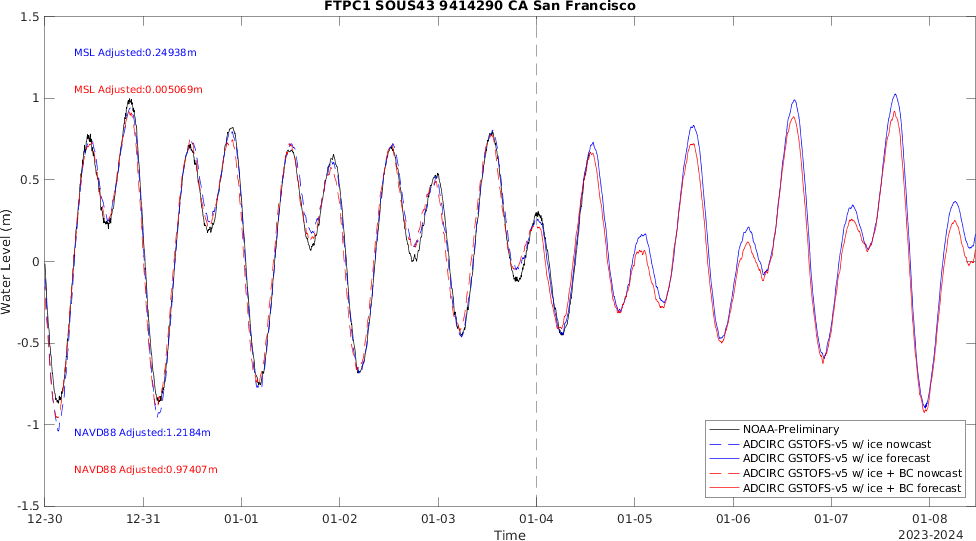 FTPC1 SOUS43 9414290 CA San Francisco
1.5
1
0.5
0
-0.5
-1
-1.5
Water Level (m)
MSL Adjusted:0.24938m
MSL Adjusted:0.005069m
NAVD88 Adjusted:1.2184m
NAVD88 Adjusted:0.97407m
NOAA-Preliminary
ADCIRC GSTOFS-v5 w/ ice nowcast
ADCIRC GSTOFS-v5 w/ ice forecast
ADCIRC GSTOFS-v5 w/ ice + BC nowcast
ADCIRC GSTOFS-v5 w/ ice + BC forecast
12-30 12-31 01-01 01-02 01-03 01-04 01-05 01-06 01-07 01-08
Time
2023-2024